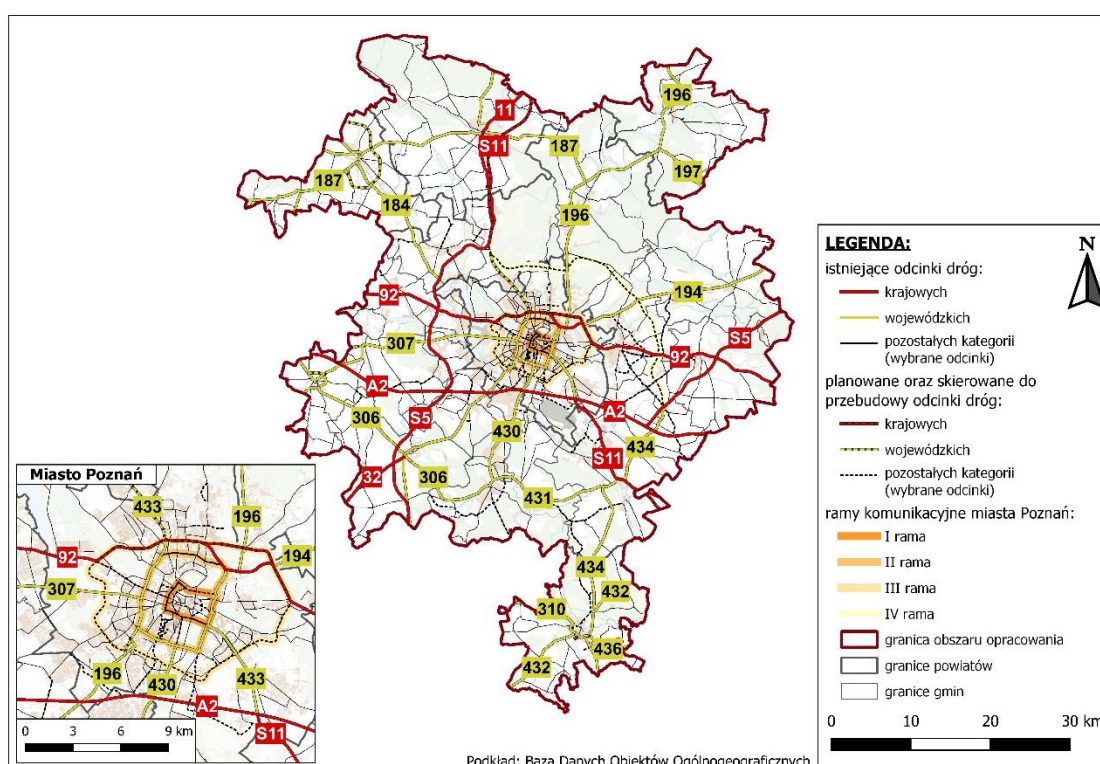 11
196
S11
187
187
197
184
196
92
194
307
S5
92
A2
306
S5
430
A2
434
S11
32
306
431
434
432
310
436
432
Miasto Poznań
433
196
92
194
307
196
430
433
A2
S11
0 3 6 9 km
LEGENDA:
N
istniejące odcinki dróg:
krajowych
wojewódzkich
pozostałych kategorii
(wybrane odcinki)
planowane oraz skierowane do
przebudowy odcinki dróg:
krajowych
wojewódzkich
pozostałych kategorii
(wybrane odcinki)
ramy komunikacyjne miasta Poznań:
I rama
II rama
III rama
IV rama
granica obszaru opracowania
granice powiatów
granice gmin
0 10 20 30 km
Podkład: Baza Danych Obiektów Ogólnogeograficznych